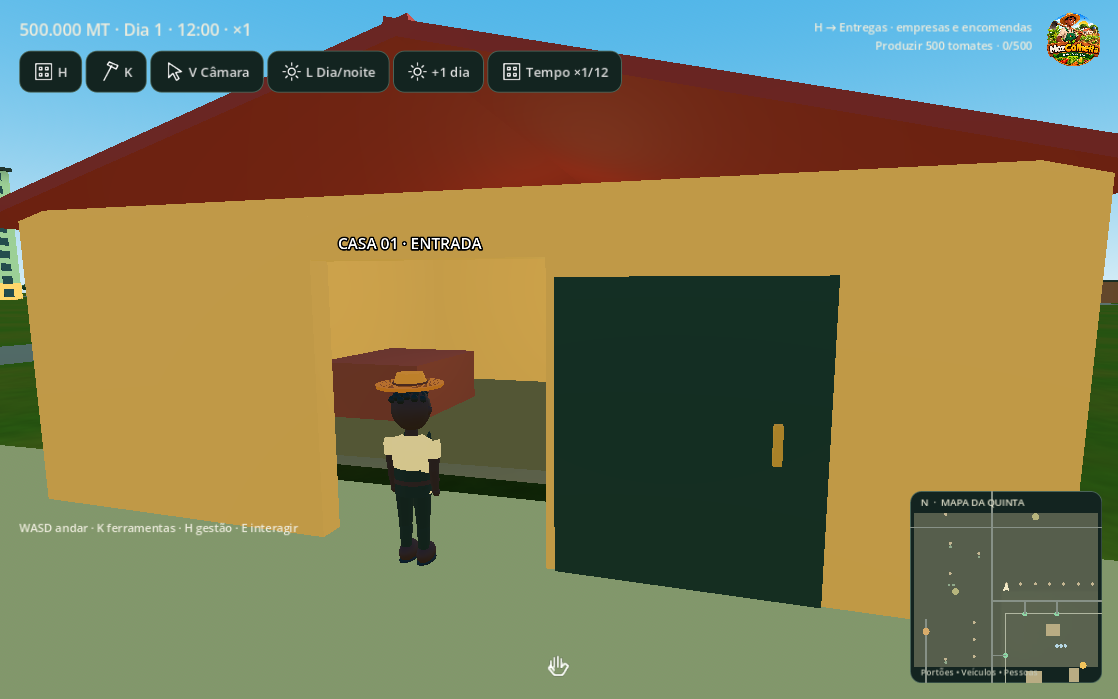 500.000 MT · Dia 1 · 12:00 · ×1
H → Entregas · empresas e encomendas
Produzir 500 tomates · 0/500
MozColheita
H
K
V Câmara
L Dia/noite
+1 dia
Tempo ×1/12
CASA 01 · ENTRADA
WASD andar · K ferramentas · H gestão · E interagir
N · MAPA DA QUINTA
Portões • Veículos • Pessoas